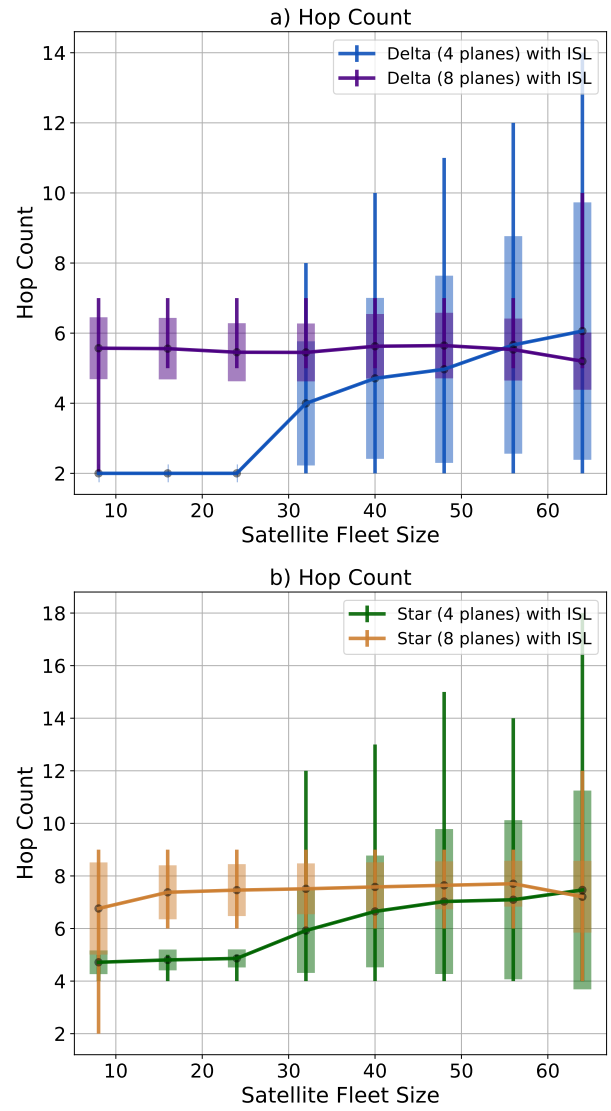 a) Hop Count
14
12
10
8
6
4
2
Hop Count
Delta (4 planes) with ISL
Delta (8 planes) with ISL
10 20 30 40 50 60
Satellite Fleet Size
b) Hop Count
18
16
14
12
10
8
6
4
2
Hop Count
Star (4 planes) with ISL
Star (8 planes) with ISL
10 20 30 40 50 60
Satellite Fleet Size